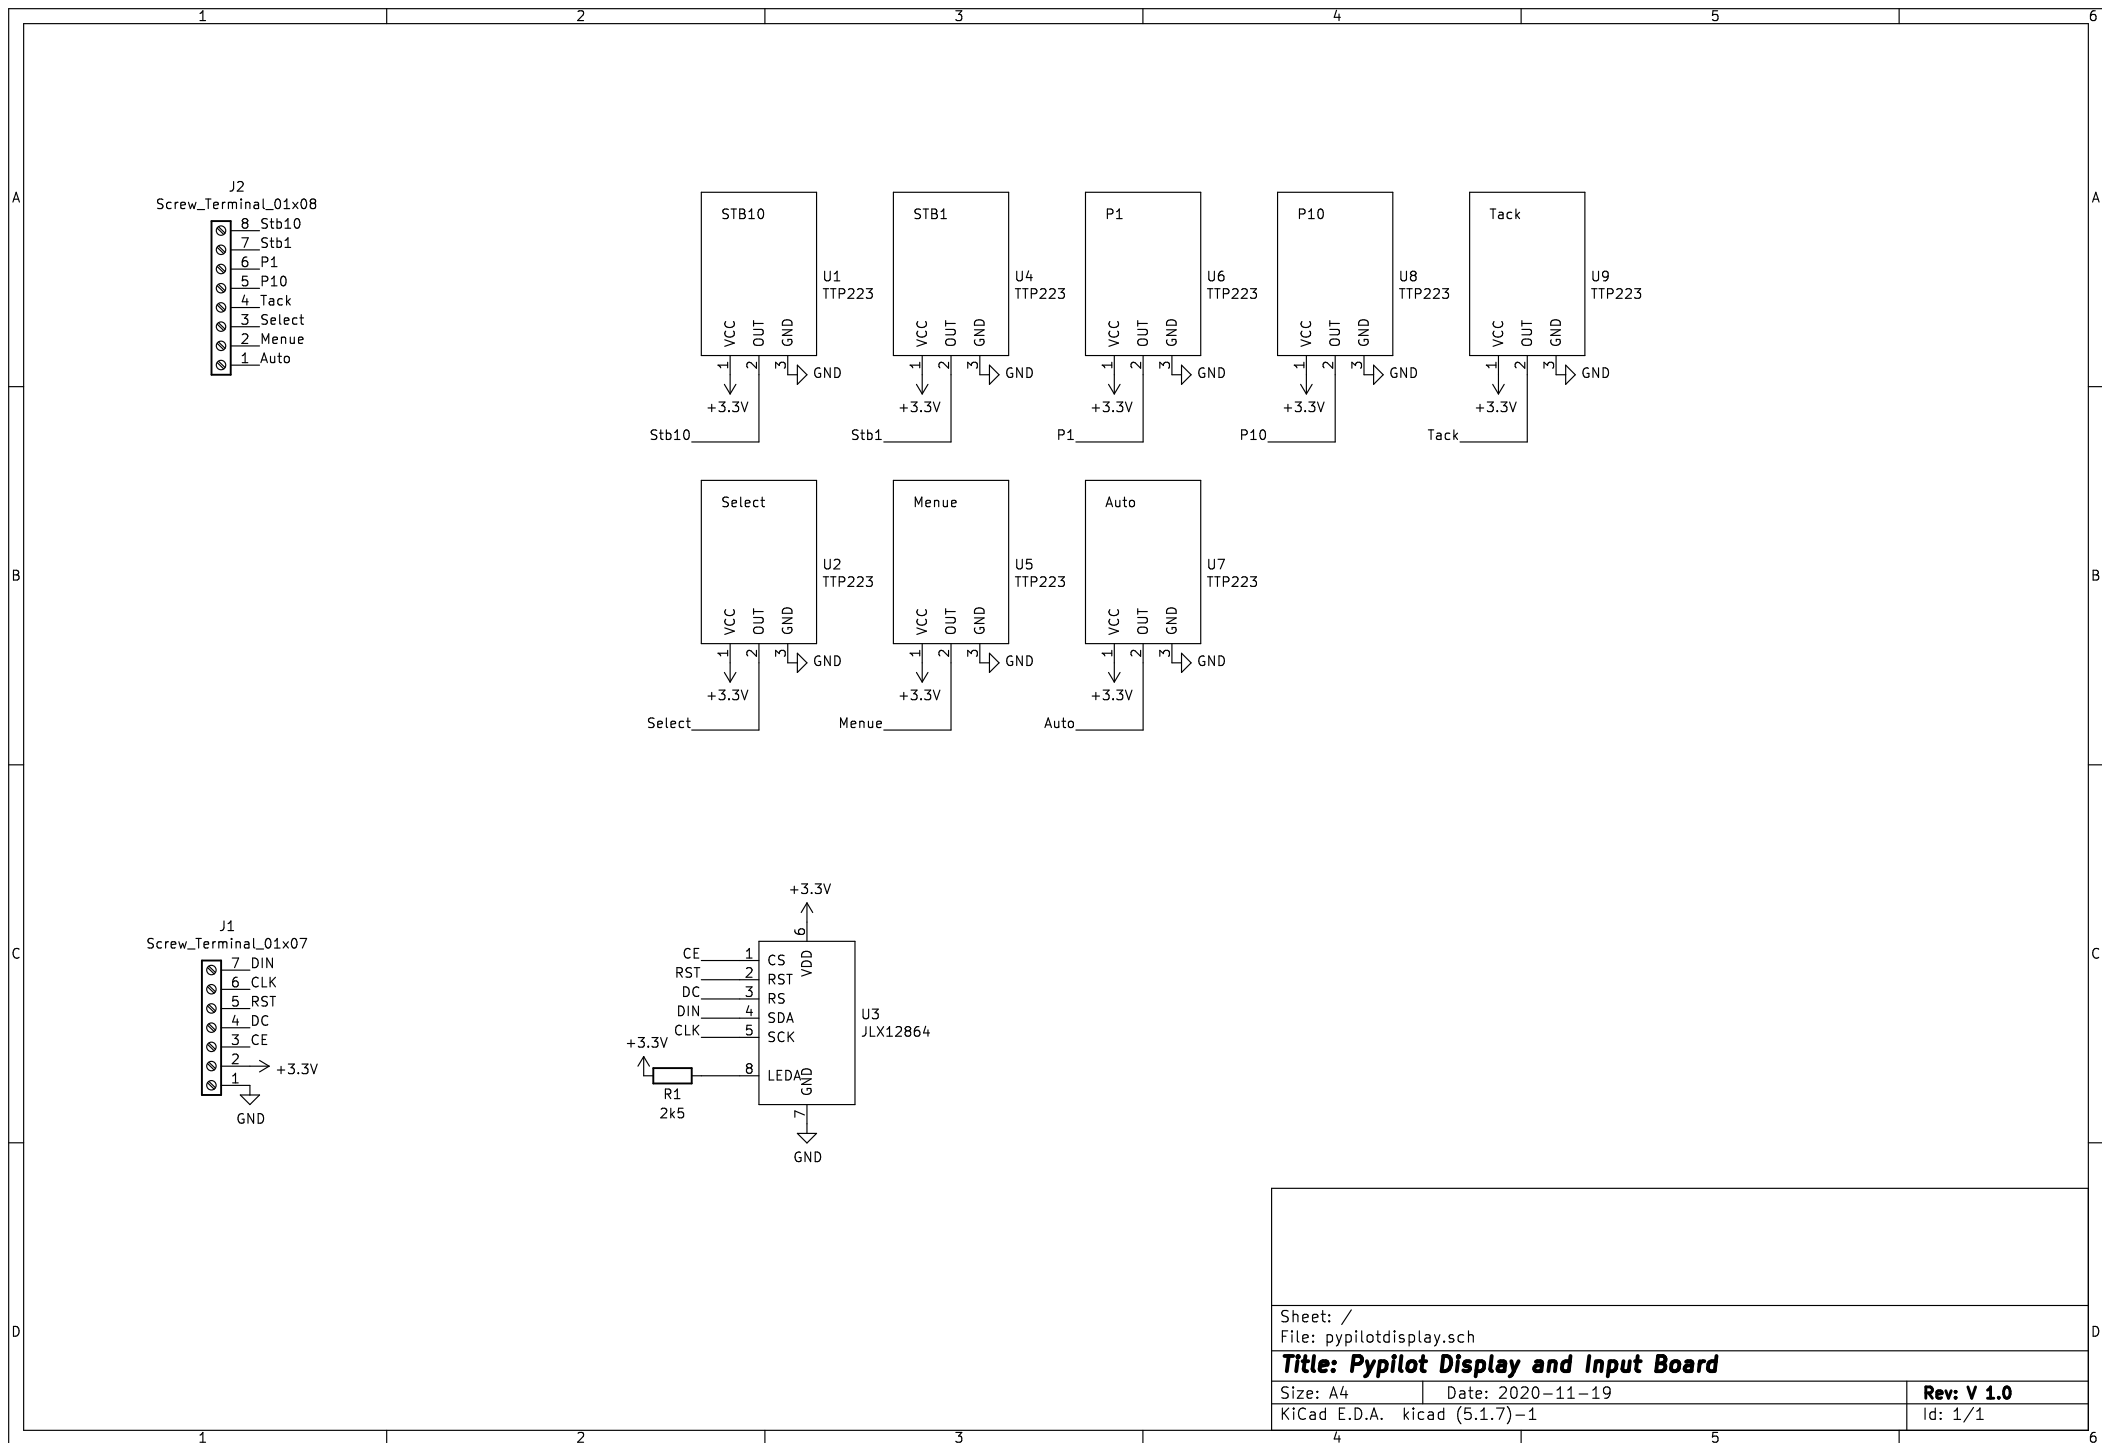 1 2 3 4 5 6
A A
J2
Screw_Terminal_01x08
8 Stb10
7 Stb1
6 P1
5 P10
4 Tack
3 Select
2 Menue
1 Auto
STB10
U1
TTP223
VCC OUT GND
1 2 3
GND
+3.3V
Stb10
STB1
U4
TTP223
VCC OUT GND
1 2 3
GND
+3.3V
Stb1
P1
U6
TTP223
VCC OUT GND
1 2 3
GND
+3.3V
P1
P10
U8
TTP223
VCC OUT GND
1 2 3
GND
+3.3V
P10
Tack
U9
TTP223
VCC OUT GND
1 2 3
GND
+3.3V
Tack
B B
Select
U2
TTP223
VCC OUT GND
1 2 3
GND
+3.3V
Select
Menue
U5
TTP223
VCC OUT GND
1 2 3
GND
+3.3V
Menue
Auto
U7
TTP223
VCC OUT GND
1 2 3
GND
+3.3V
Auto
C C
J1
Screw_Terminal_01x07
7 DIN
6 CLK
5 RST
4 DC
3 CE
2 +3.3V
1
GND
+3.3V
6
VDD
CE 1 CS
RST 2 RST
DC 3 RS
DIN 4 SDA
CLK 5 SCK
U3
JLX12864
+3.3V
8 LEDA
R1
2k5
GND
7
GND
D D
Sheet: /
File: pypilotdisplay.sch
Title: Pypilot Display and Input Board
Size: A4 Date: 2020-11-19 Rev: V 1.0
KiCad E.D.A. kicad (5.1.7)-1 Id: 1/1
1 2 3 4 5 6